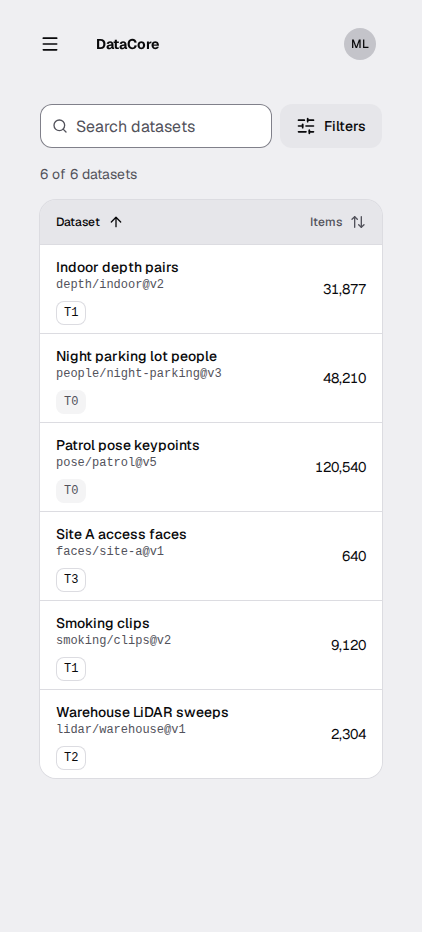 DataCore
ML
Search datasets
Filters
6 of 6 datasets
Dataset
Items
Indoor depth pairs
depth/indoor@v2
T1
31,877
Night parking lot people
people/night-parking@v3
T0
48,210
Patrol pose keypoints
pose/patrol@v5
T0
120,540
Site A access faces
faces/site-a@v1
T3
640
Smoking clips
smoking/clips@v2
T1
9,120
Warehouse LiDAR sweeps
lidar/warehouse@v1
T2
2,304